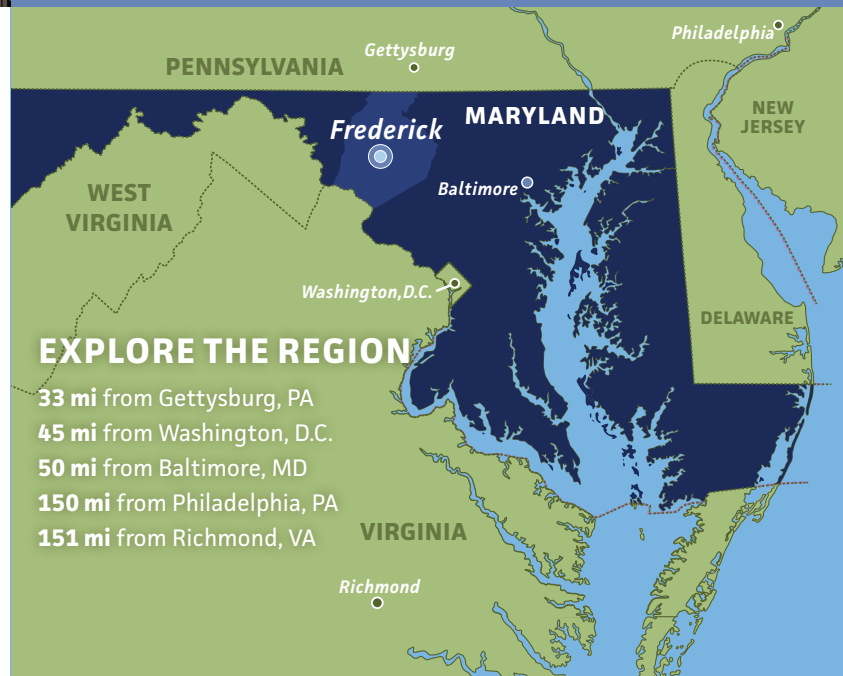 Philadelphia
Gettysburg
PENNSYLVANIA
NEW
JERSEY
MARYLAND
Frederick
Baltimore
WEST
VIRGINIA
Washington,D.C.
DELAWARE
EXPLORE THE REGION
33 mi from Gettysburg, PA
45 mi from Washington, D.C.
50 mi from Baltimore, MD
150 mi from Philadelphia, PA
151 mi from Richmond, VA
VIRGINIA
Richmond